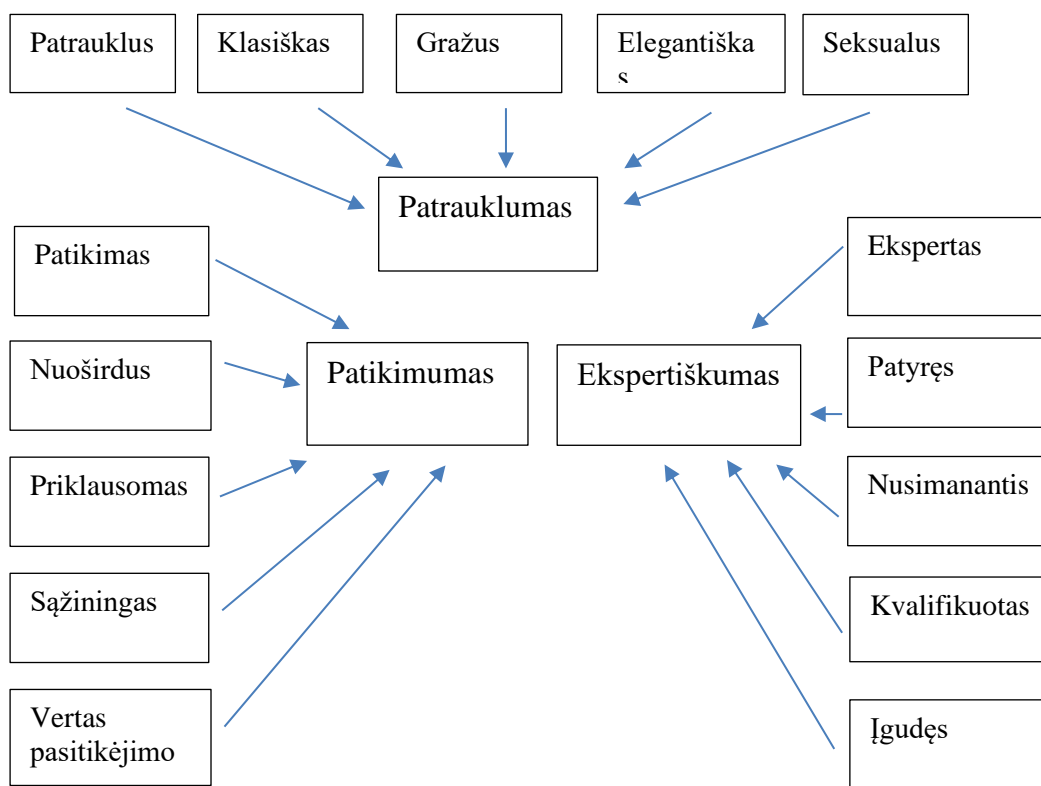 Patrauklus
Klasiškas
Gražus
Elegantiška
s
Seksualus
Patrauklumas
Patikimas
Ekspertas
Nuoširdus
Patikimumas
Ekspertiškumas
Patyręs
Priklausomas
Nusimanantis
Sąžiningas
Kvalifikuotas
Vertas
pasitikėjimo
Įgudęs